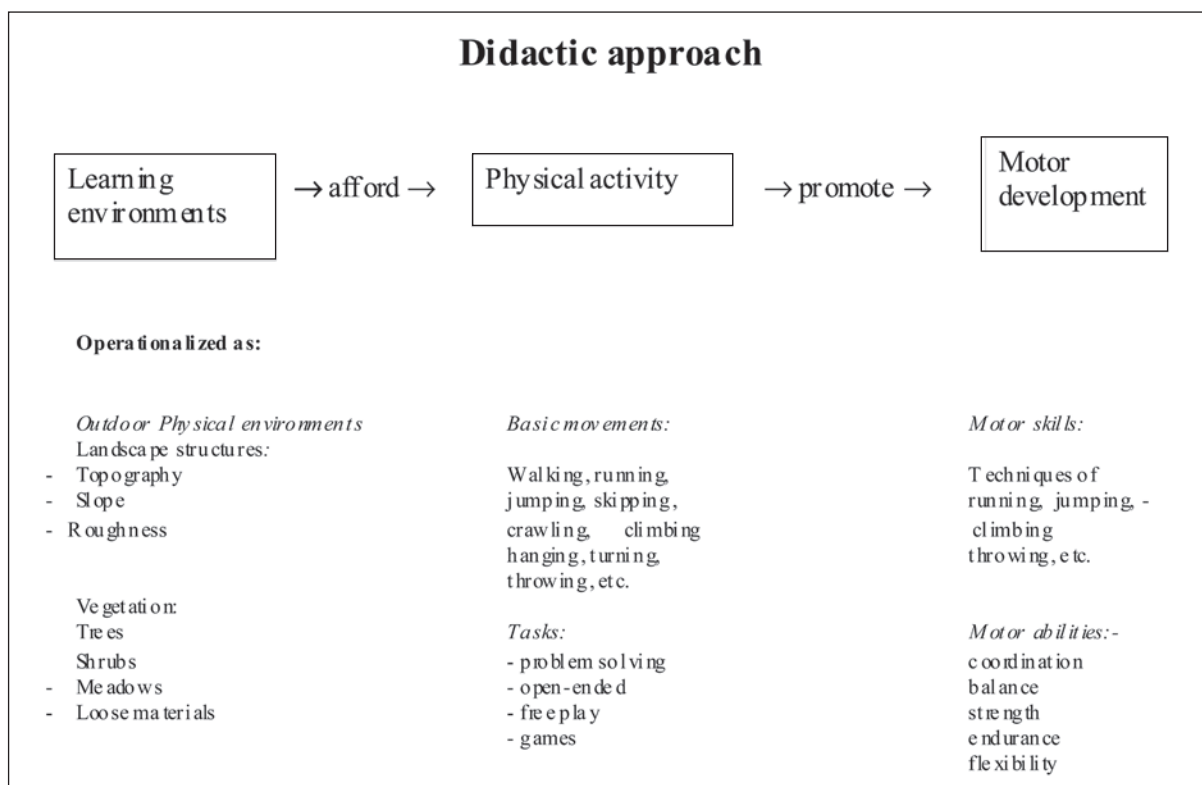 Didactic approach
Learning
environments
→ afford →
Physical activity
→ promote →
Motor
development
Operationalized as:
Outdoor Physical environments
Landscape structures:
- Topography
- Slope
- Roughness
Vegetation:
Trees
Shrubs
- Meadows
- Loose materials
Basic movements:
Walking, running,
jumping, skipping,
crawling, climbing
hanging, turning,
throwing, etc.
Tasks:
- problem solving
- open-ended
- free play
- games
Motor skills:
Techniques of
running, jumping, -
climbing
throwing, etc.
Motor abilities:-
coordination
balance
strength
endurance
flexibility